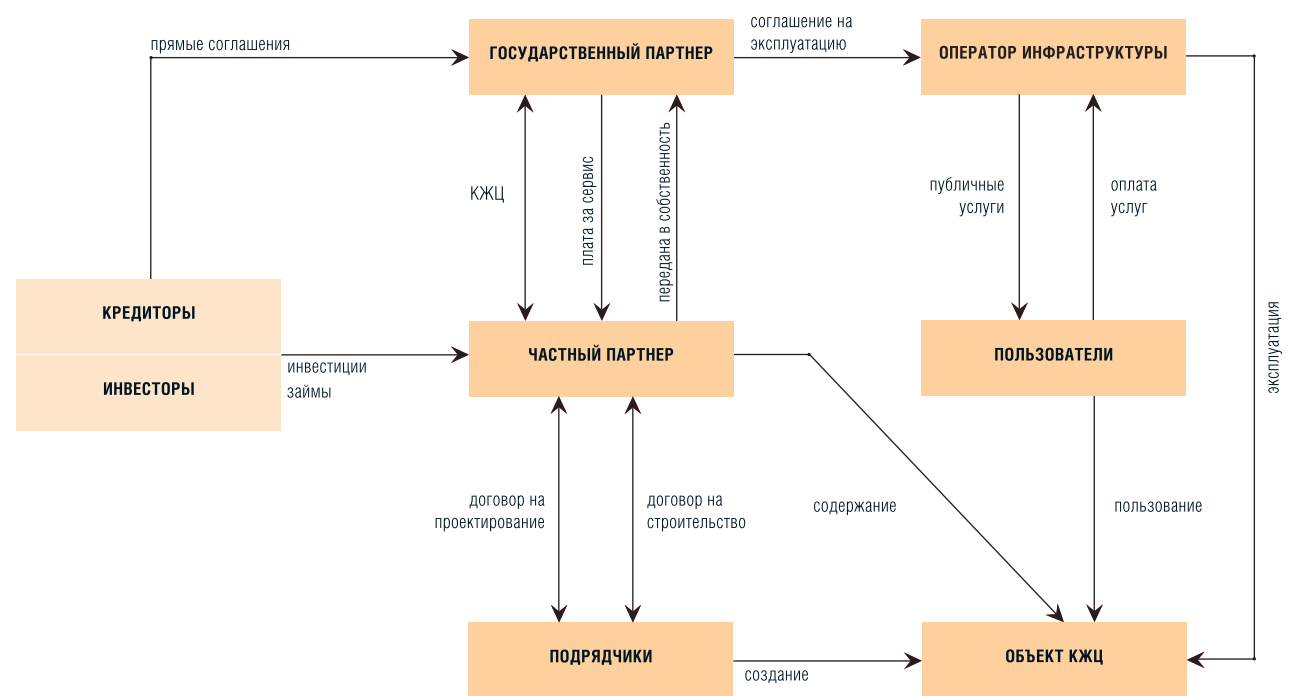 прямые соглашения
ГОСУДАРСТВЕННЫЙ ПАРТНЕР
соглашение на
эксплуатацию
ОПЕРАТОР ИНФРАСТРУКТУРЫ
КЖЦ
плата за сервис
передана в собственность
публичные
услуги
оплата
услуг
эксплуатация
КРЕДИТОРЫ
ИНВЕСТОРЫ
инвестиции
займы
ЧАСТНЫЙ ПАРТНЕР
ПОЛЬЗОВАТЕЛИ
договор на
проектирование
договор на
строительство
содержание
пользование
ПОДРЯДЧИКИ
создание
ОБЪЕКТ КЖЦ